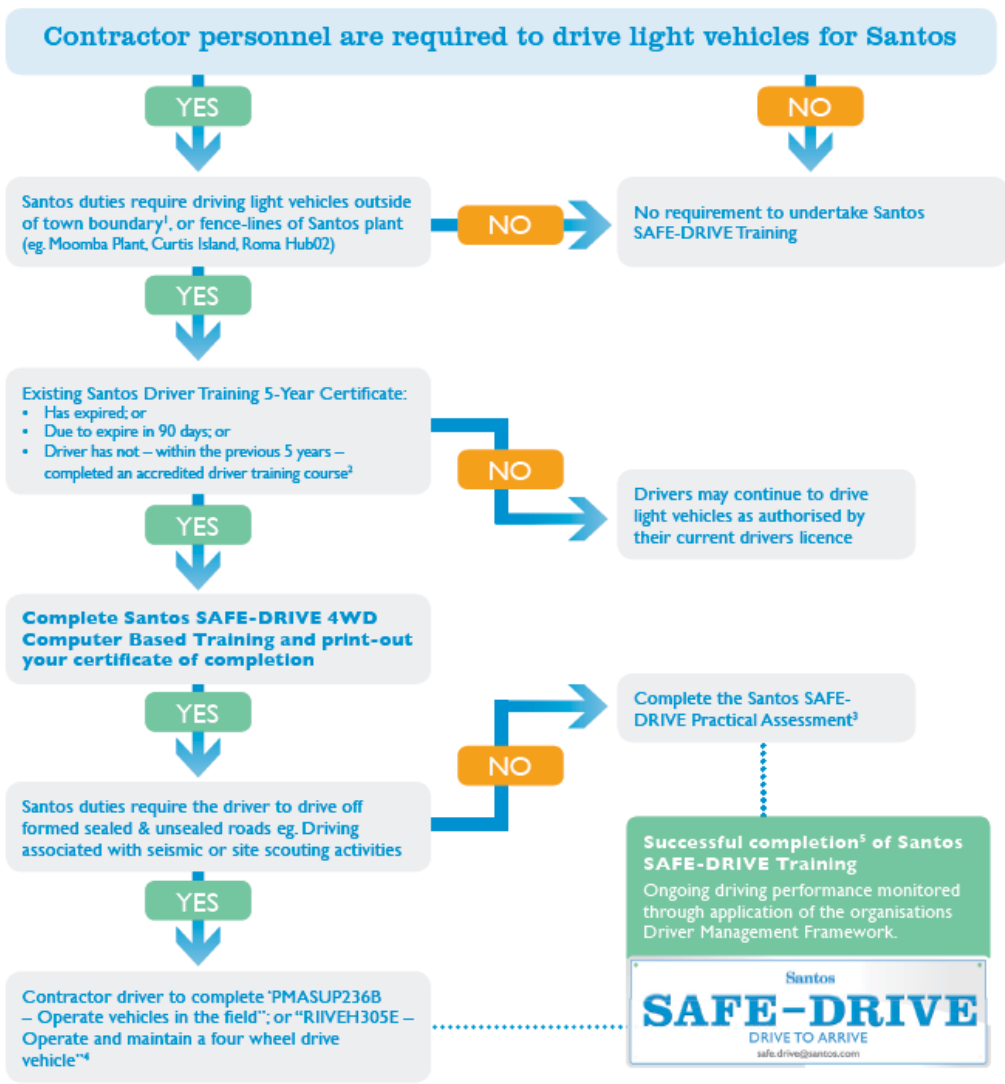 Contractor personnel are required to drive light vehicles for Santos
YES
NO
Santos duties require driving light vehicles outside
of town boundary¹, or fence-lines of Santos plant
(eg. Moomba Plant, Curtis Island, Roma Hub02)
NO
No requirement to undertake Santos
SAFE-DRIVE Training
YES
Existing Santos Driver Training 5-Year Certificate:
• Has expired; or
• Due to expire in 90 days; or
• Driver has not – within the previous 5 years –
completed an accredited driver training course²
NO
Drivers may continue to drive
light vehicles as authorised by
their current drivers licence
YES
Complete Santos SAFE-DRIVE 4WD
Computer Based Training and print-out
your certificate of completion
YES
NO
Complete the Santos SAFE-
DRIVE Practical Assessment³
Santos duties require the driver to drive off
formed sealed & unsealed roads eg. Driving
associated with seismic or site scouting activities
YES
Successful completion⁵ of Santos
SAFE-DRIVE Training
Ongoing driving performance monitored
through application of the organisations
Driver Management Framework.
Contractor driver to complete ‘PMASUP236B
– Operate vehicles in the field”; or “RIIVEH305E –
Operate and maintain a four wheel drive
vehicle”⁴
Santos
SAFE-DRIVE
DRIVE TO ARRIVE
safe.drive@santos.com